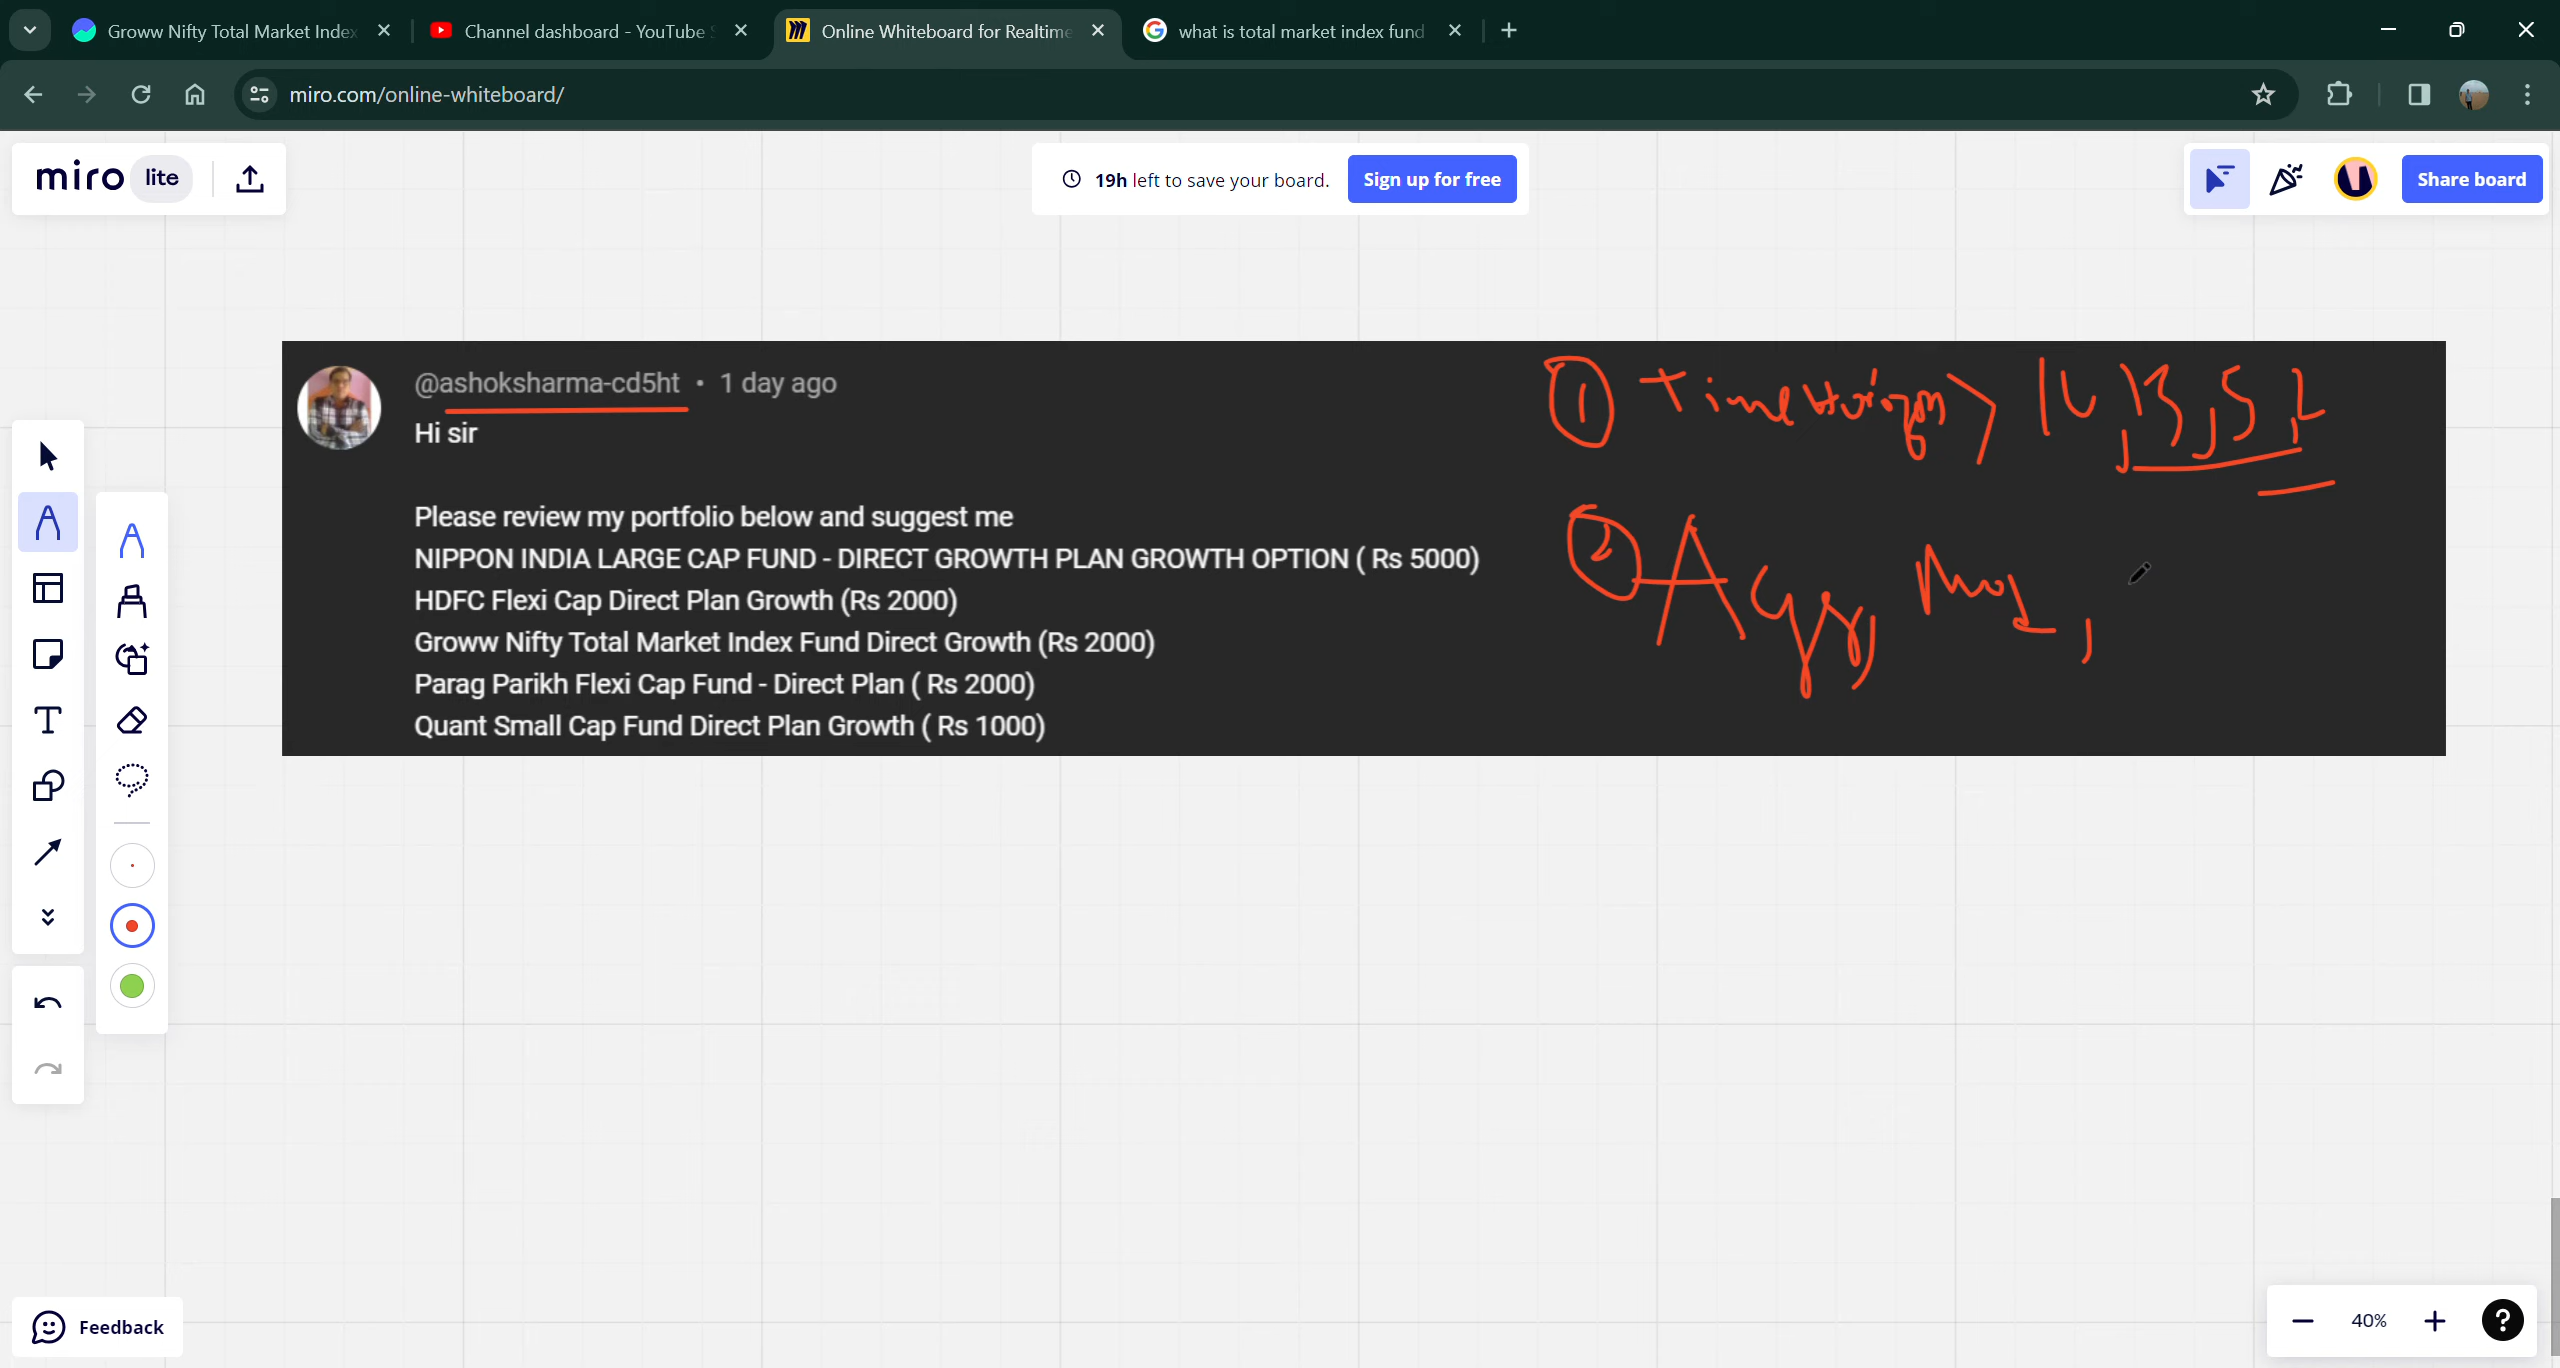 Groww Nifty Total Market Index
Channel dashboard - YouTube S
Online Whiteboard for Realtime
what is total market index fund
miro.com/online-whiteboard/
miro lite
19h left to save your board.
Sign up for free
Share board
@ashoksharma-cd5ht • 1 day ago
Hi sir
Please review my portfolio below and suggest me
NIPPON INDIA LARGE CAP FUND - DIRECT GROWTH PLAN GROWTH OPTION ( Rs 5000)
HDFC Flexi Cap Direct Plan Growth (Rs 2000)
Groww Nifty Total Market Index Fund Direct Growth (Rs 2000)
Parag Parikh Flexi Cap Fund - Direct Plan ( Rs 2000)
Quant Small Cap Fund Direct Plan Growth ( Rs 1000)
① Time Horizon
② Aggr,
Feedback
40%